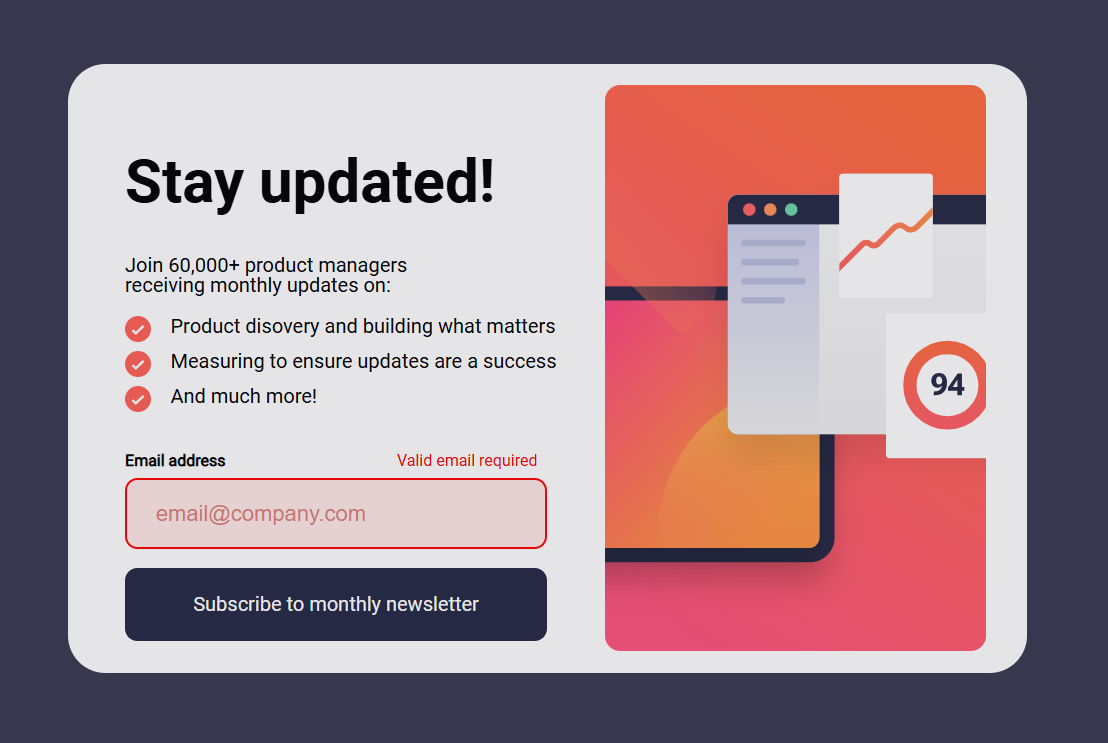 Stay updated!
Join 60,000+ product managers
receiving monthly updates on:
Product disovery and building what matters
Measuring to ensure updates are a success
And much more!
Email address
Valid email required
email@company.com
Subscribe to monthly newsletter
94